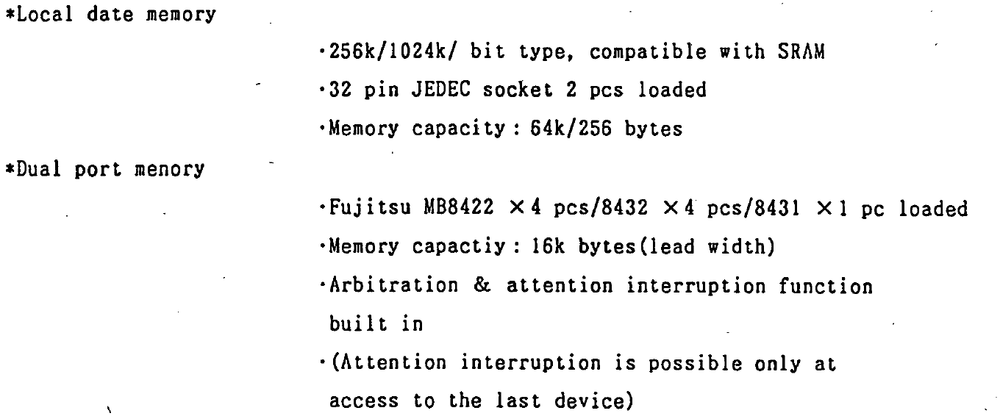 *Local date memory
・256k/1024k/ bit type, compatible with SRAM
・32 pin JEDEC socket 2 pcs loaded
・Memory capacity : 64k/256 bytes
*Dual port menory
・Fujitsu MB8422 ×4 pcs/8432 ×4 pcs/8431 ×1 pc loaded
・Memory capactiy : 16k bytes(lead width)
・Arbitration & attention interruption function
built in
・(Attention interruption is possible only at
access to the last device)